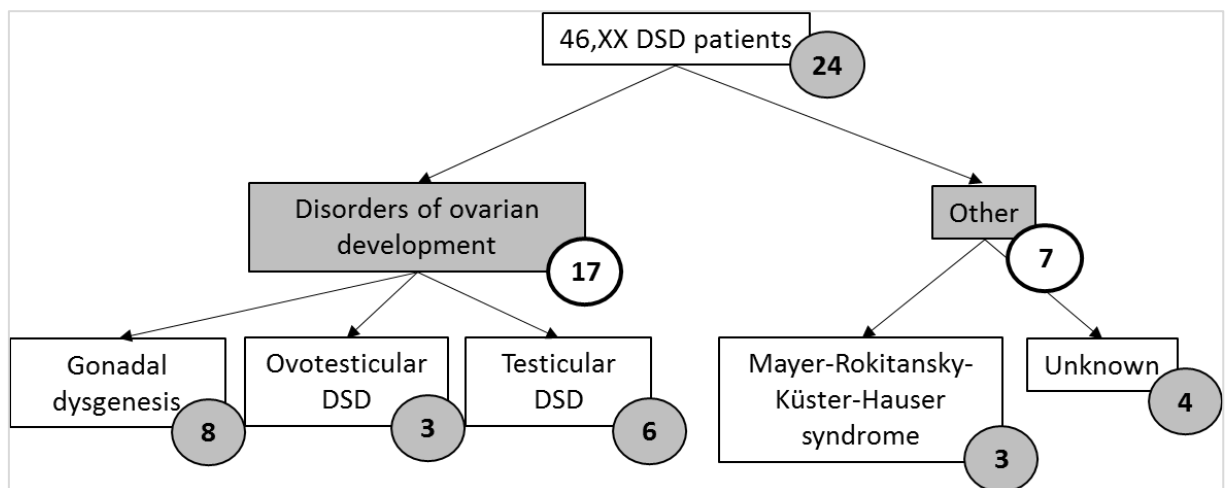 46,XX DSD patients
24
Disorders of ovarian
development
17
Other
7
Gonadal
dysgenesis
8
Ovotesticular
DSD
3
Testicular
DSD
6
Mayer-Rokitansky-
Küster-Hauser
syndrome
3
Unknown
4